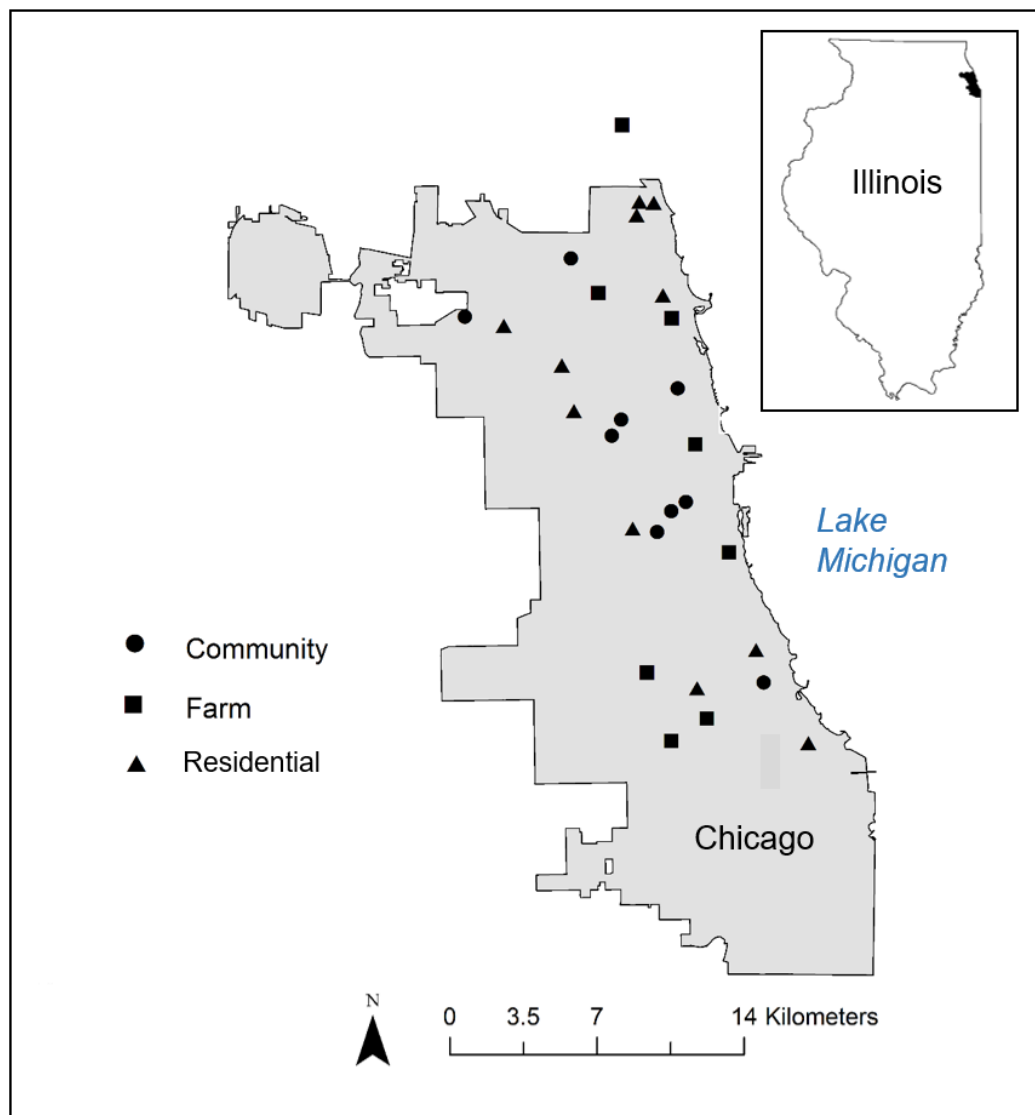 Illinois
Lake
Michigan
Community
Farm
Residential
Chicago
N
0 3.5 7 14 Kilometers